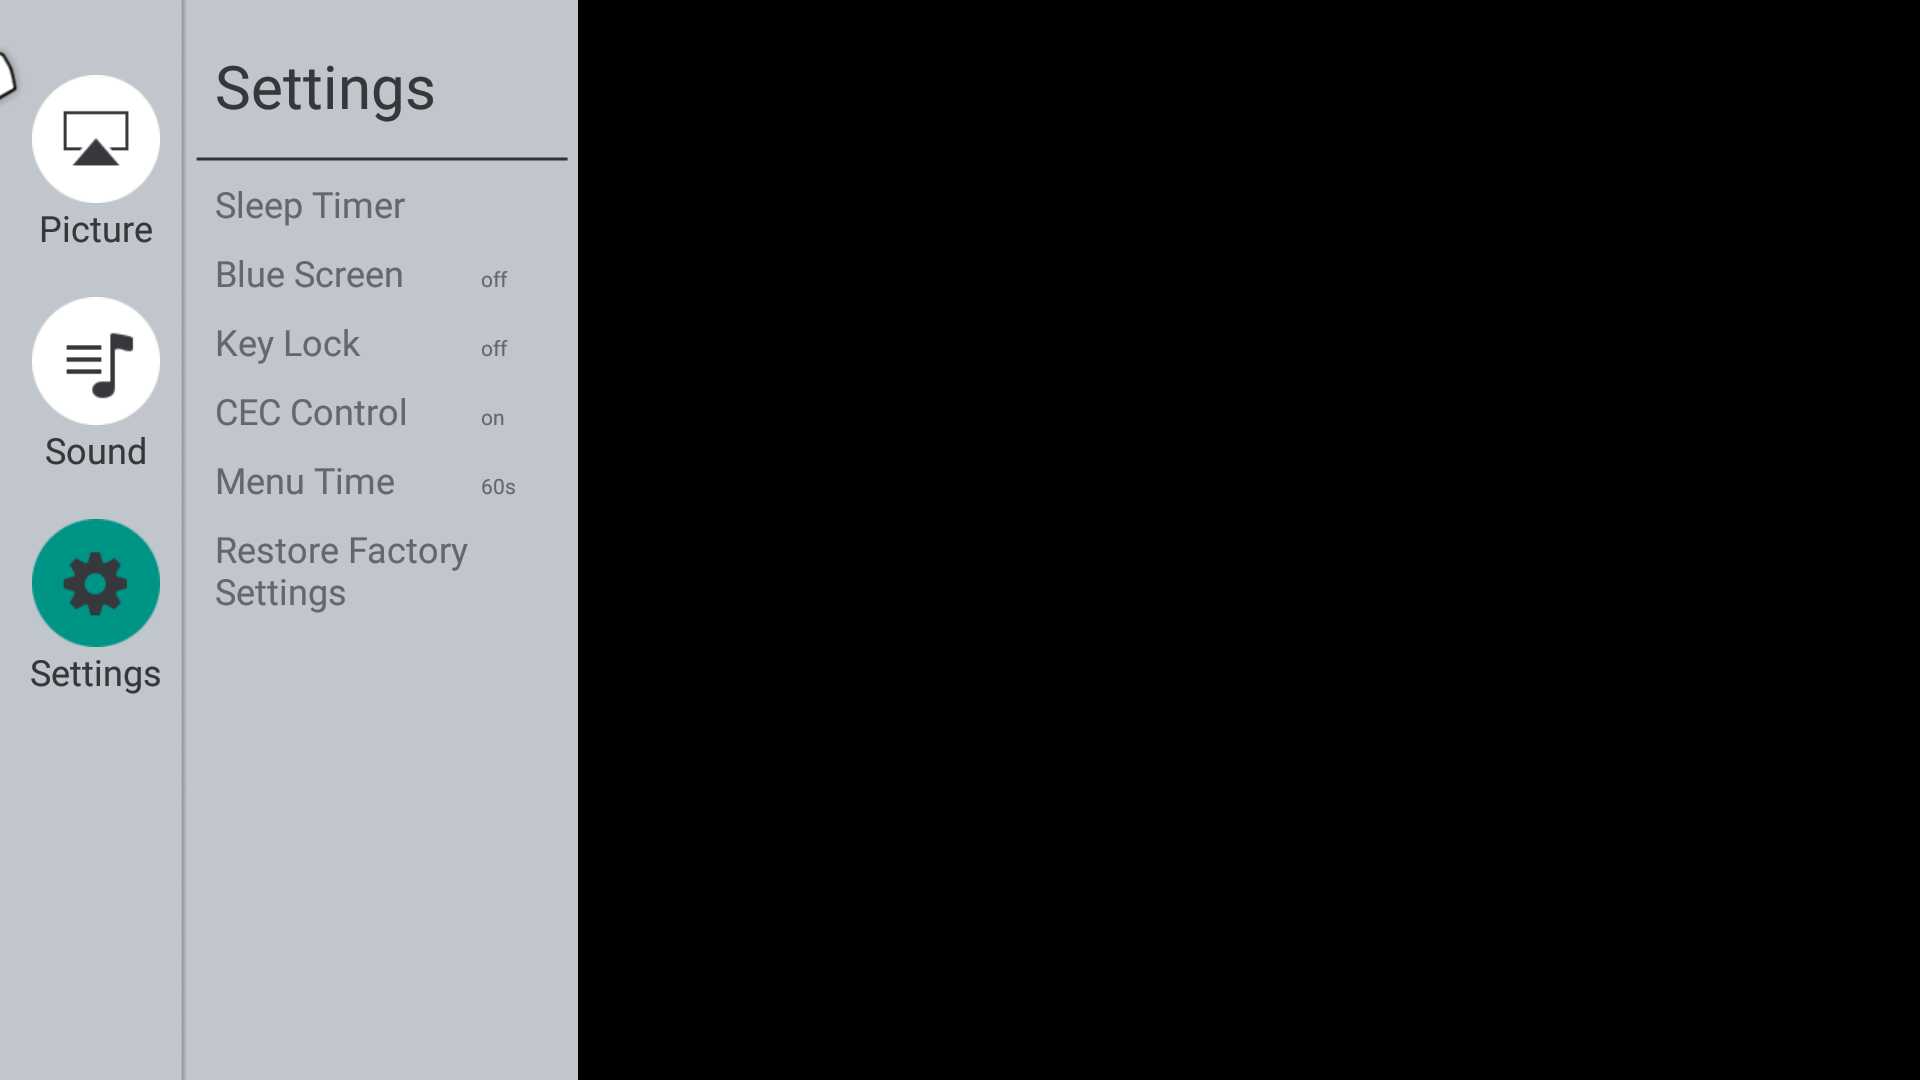 Picture
Sound
Settings
Settings
Sleep Timer
Blue Screen off
Key Lock off
CEC Control on
Menu Time 60s
Restore Factory
Settings